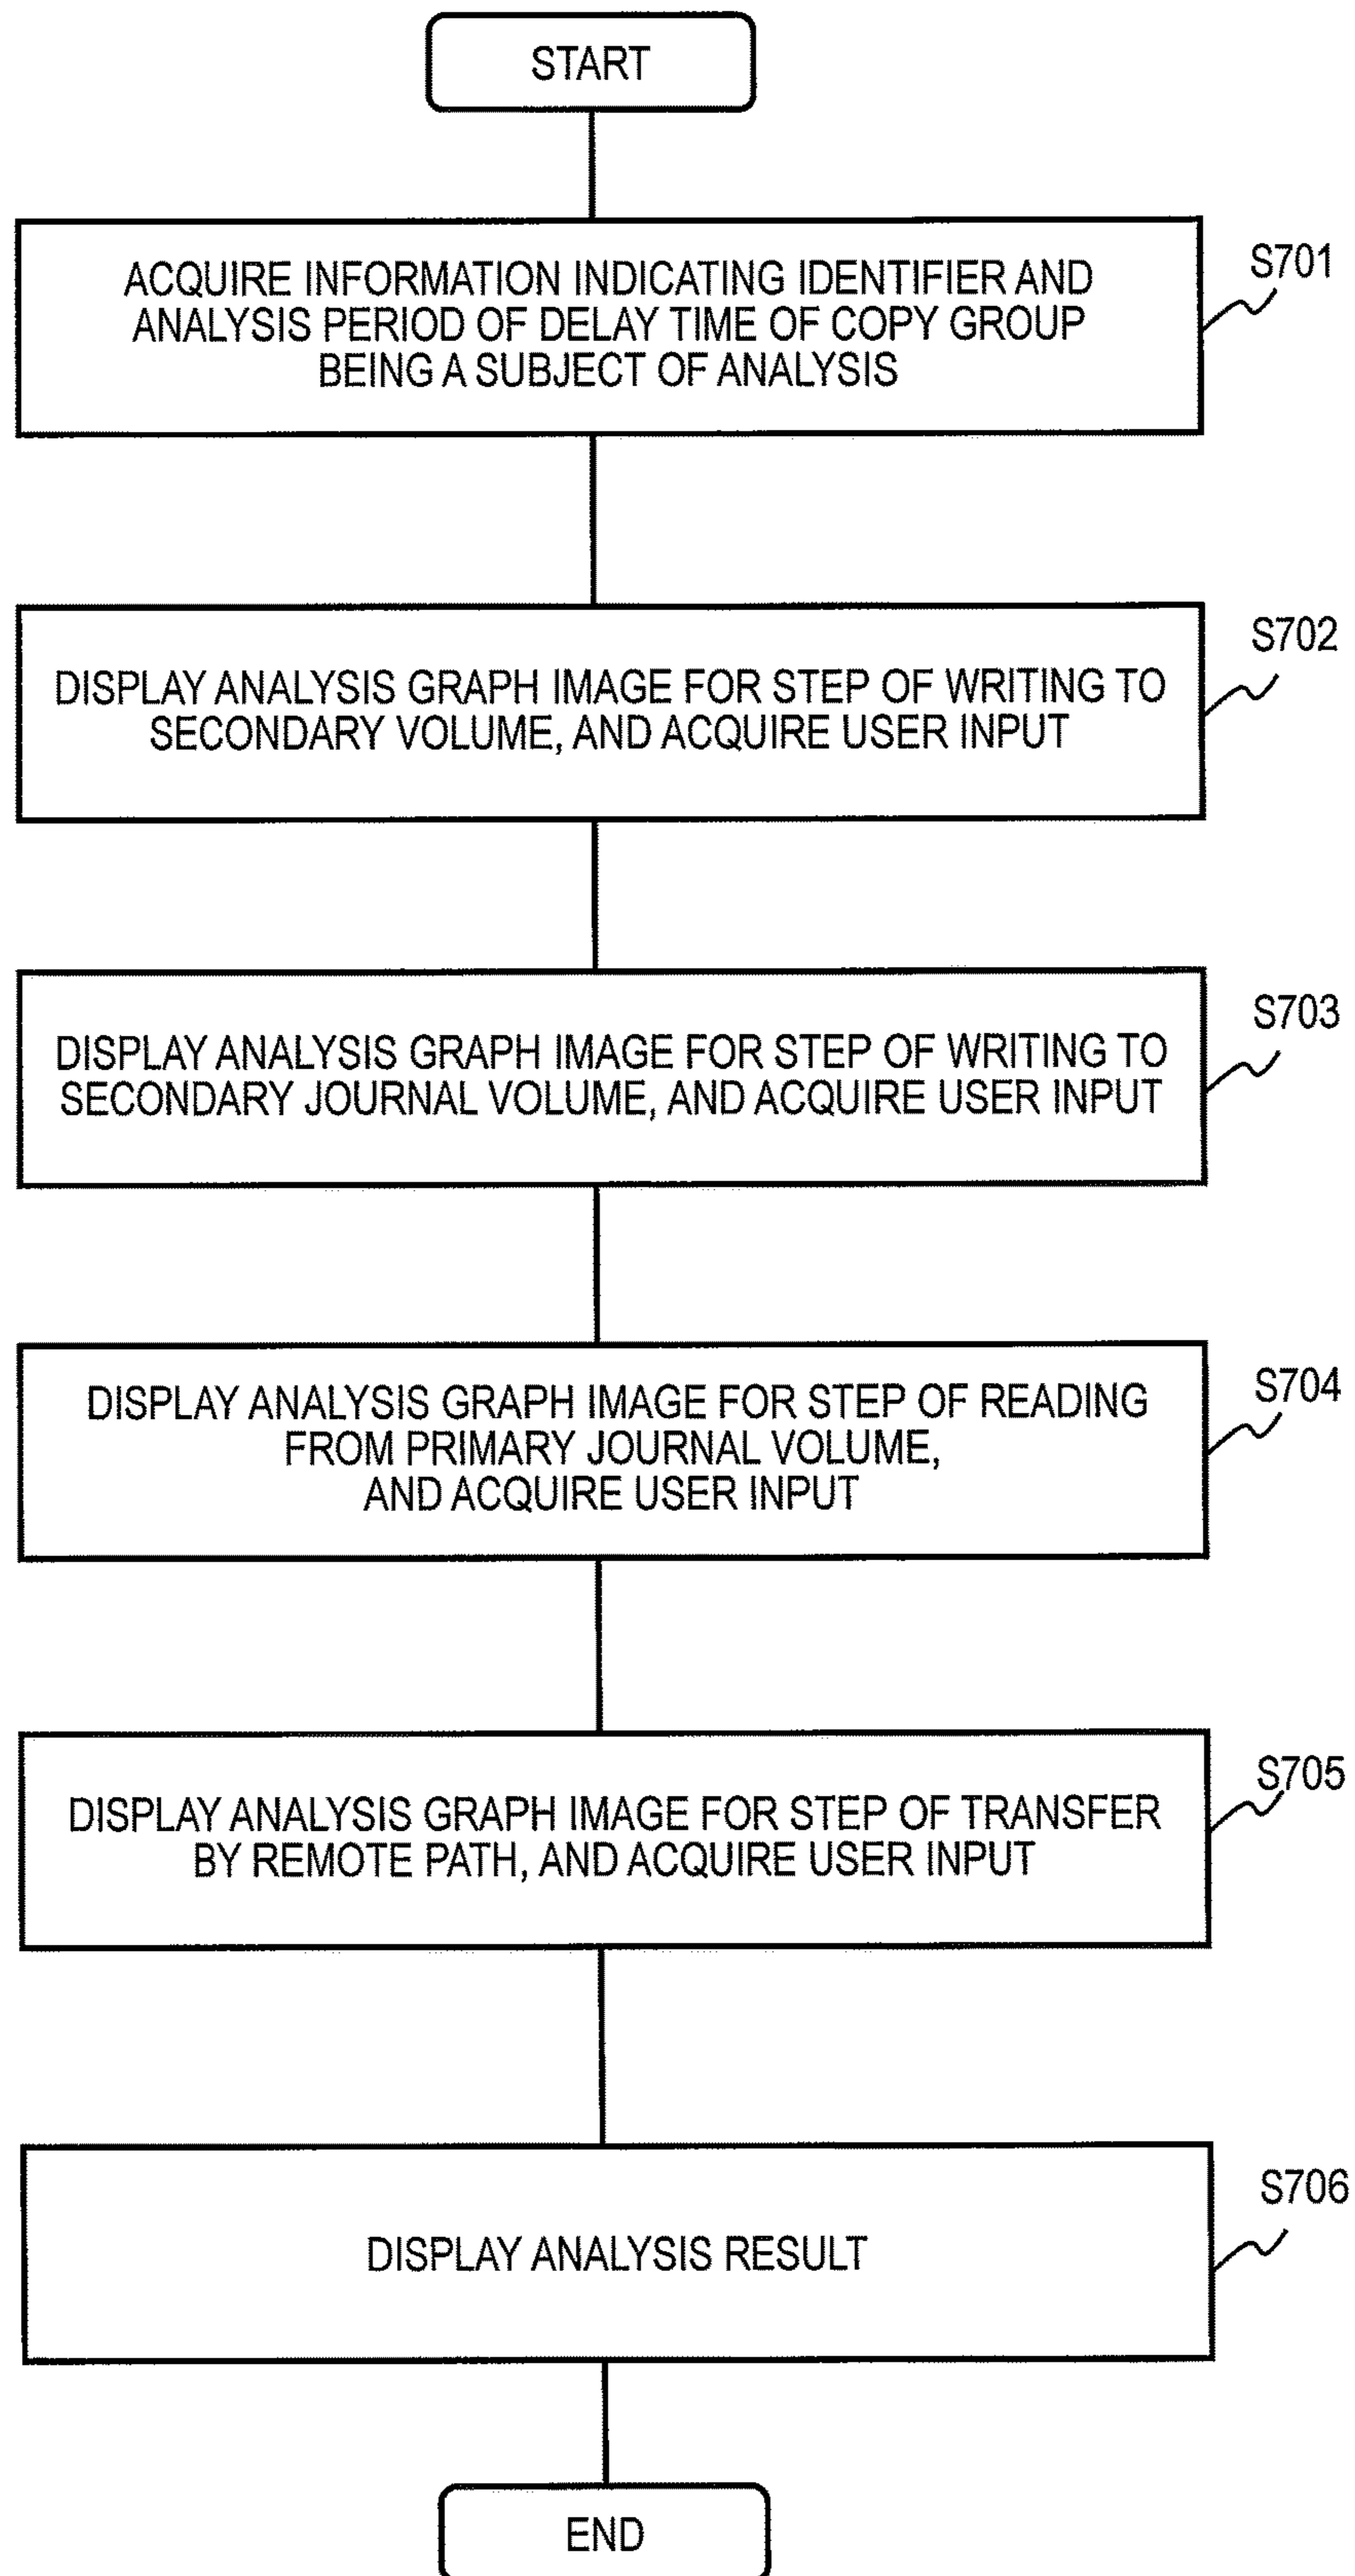 START
ACQUIRE INFORMATION INDICATING IDENTIFIER AND
ANALYSIS PERIOD OF DELAY TIME OF COPY GROUP
BEING A SUBJECT OF ANALYSIS
S701
DISPLAY ANALYSIS GRAPH IMAGE FOR STEP OF WRITING TO
SECONDARY VOLUME, AND ACQUIRE USER INPUT
S702
DISPLAY ANALYSIS GRAPH IMAGE FOR STEP OF WRITING TO
SECONDARY JOURNAL VOLUME, AND ACQUIRE USER INPUT
S703
DISPLAY ANALYSIS GRAPH IMAGE FOR STEP OF READING
FROM PRIMARY JOURNAL VOLUME,
AND ACQUIRE USER INPUT
S704
DISPLAY ANALYSIS GRAPH IMAGE FOR STEP OF TRANSFER
BY REMOTE PATH, AND ACQUIRE USER INPUT
S705
DISPLAY ANALYSIS RESULT
S706
END